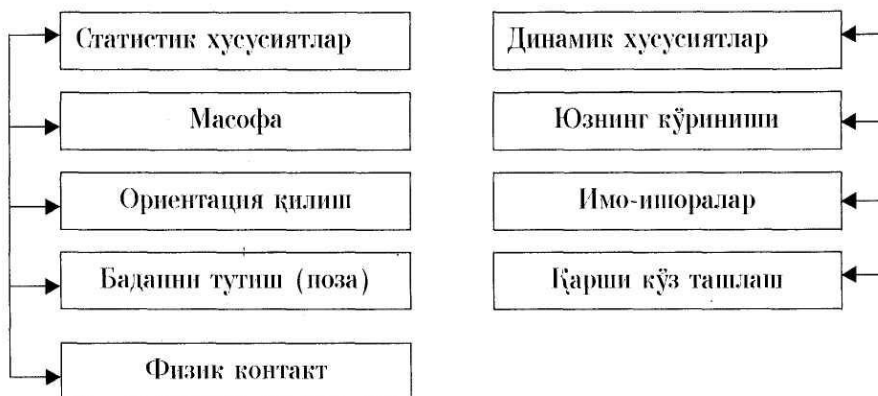 Статистик хусусиятлар
Масофа
Ориентация қилиш
Баданни тутиш (поза)
Физик контакт
Динамик хусусиятлар
Юзнинг кўриниши
Имо-ишоралар
Қарши кўз ташлаш